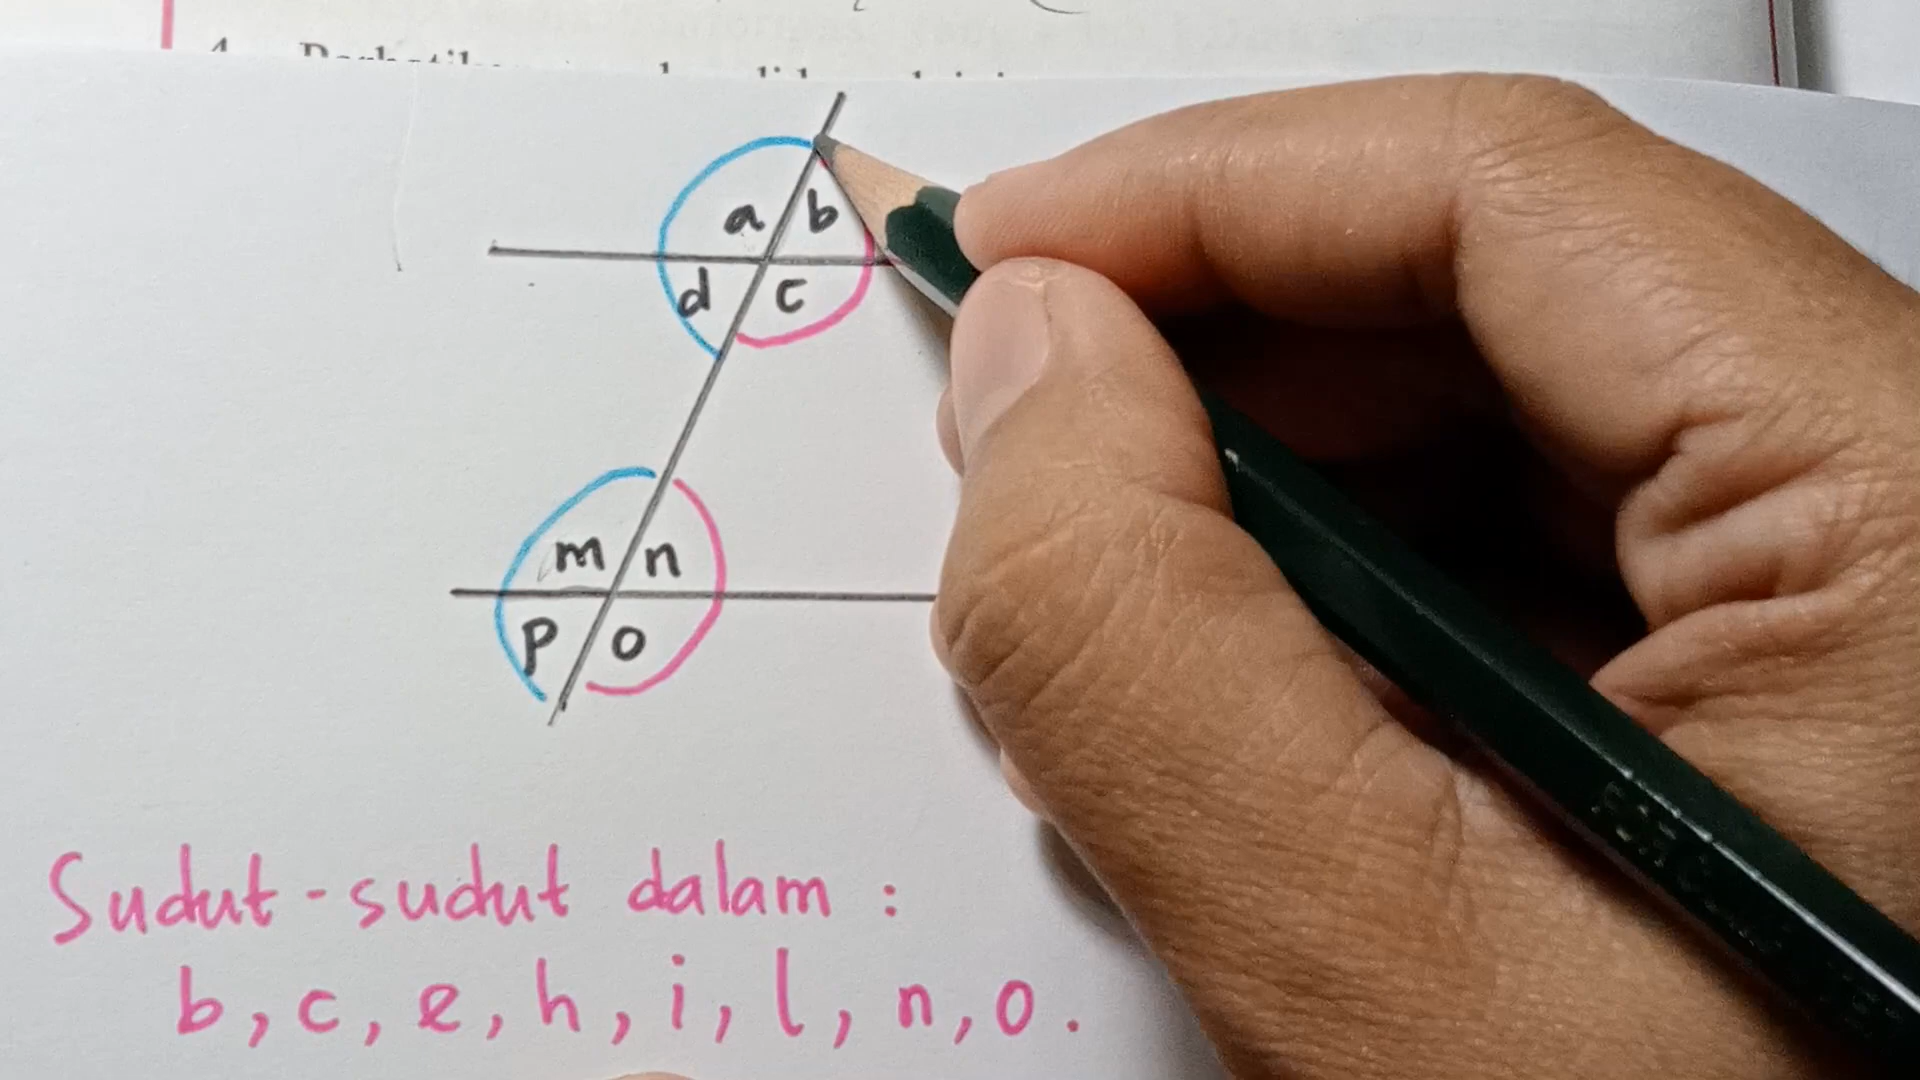 a b
d c
m n
p o
Sudut-sudut dalam :
b, c, e, h, i, l, n, o.